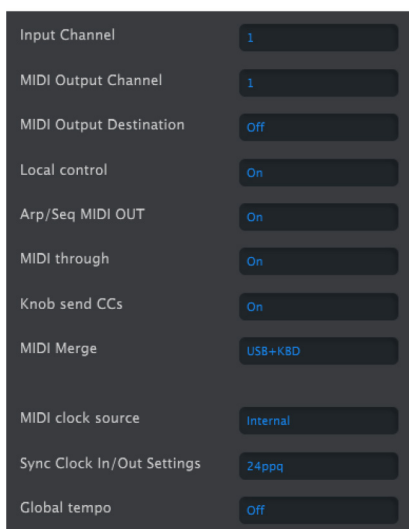 Input Channel 1
MIDI Output Channel 1
MIDI Output Destination Off
Local control On
Arp/Seq MIDI OUT On
MIDI through On
Knob send CCs On
MIDI Merge USB+KBD
MIDI clock source Internal
Sync Clock In/Out Settings 24ppq
Global tempo Off